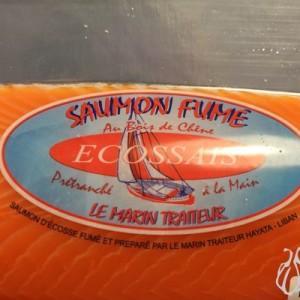 SAUMON FUMÉ
Au Bois de Chêne
ECOSSAIS
Prétranché à la Main
LE MARIN TRAITEUR
SAUMON D'ÉCOSSE FUMÉ ET PREPARÉ PAR LE MARIN TRAITEUR HAYATA - LIBAN